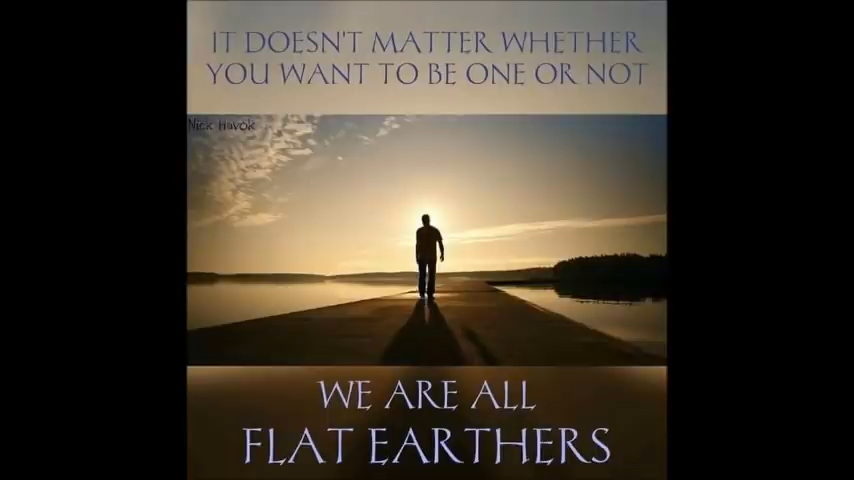 IT DOESN'T MATTER WHETHER
YOU WANT TO BE ONE OR NOT
Nick Havok
WE ARE ALL
FLAT EARTHERS